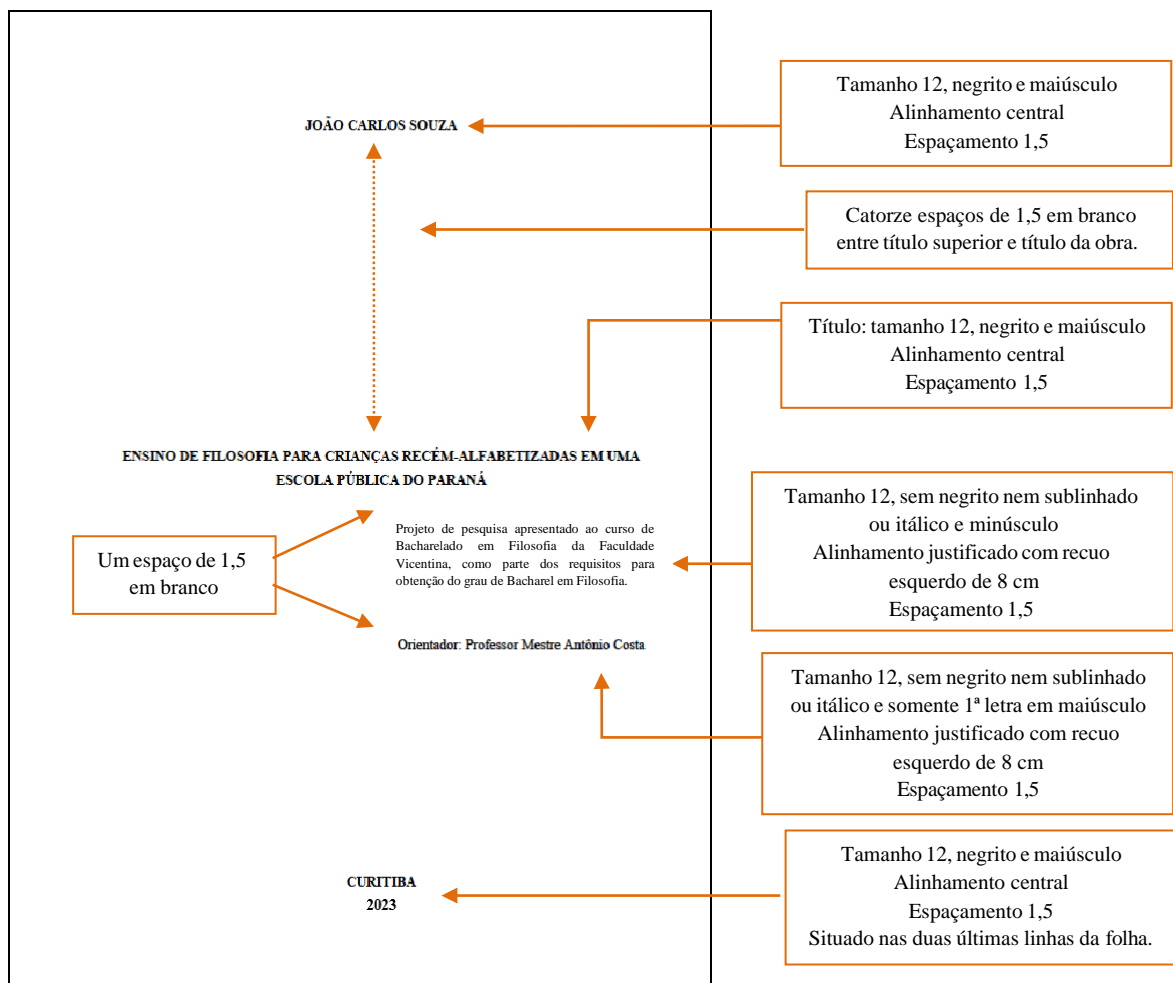 JOÃO CARLOS SOUZA
Tamanho 12, negrito e maiúsculo
Alinhamento central
Espaçamento 1,5
Catorze espaços de 1,5 em branco
entre título superior e título da obra.
Título: tamanho 12, negrito e maiúsculo
Alinhamento central
Espaçamento 1,5
ENSINO DE FILOSOFIA PARA CRIANÇAS RECÉM-ALFABETIZADAS EM UMA
ESCOLA PÚBLICA DO PARANÁ
Um espaço de 1,5
em branco
Projeto de pesquisa apresentado ao curso de
Bacharelado em Filosofia da Faculdade
Vicentina, como parte dos requisitos para
obtenção do grau de Bacharel em Filosofia.
Tamanho 12, sem negrito nem sublinhado
ou itálico e minúsculo
Alinhamento justificado com recuo
esquerdo de 8 cm
Espaçamento 1,5
Orientador: Professor Mestre Antônio Costa
Tamanho 12, sem negrito nem sublinhado
ou itálico e somente 1ª letra em maiúsculo
Alinhamento justificado com recuo
esquerdo de 8 cm
Espaçamento 1,5
CURITIBA
2023
Tamanho 12, negrito e maiúsculo
Alinhamento central
Espaçamento 1,5
Situado nas duas últimas linhas da folha.